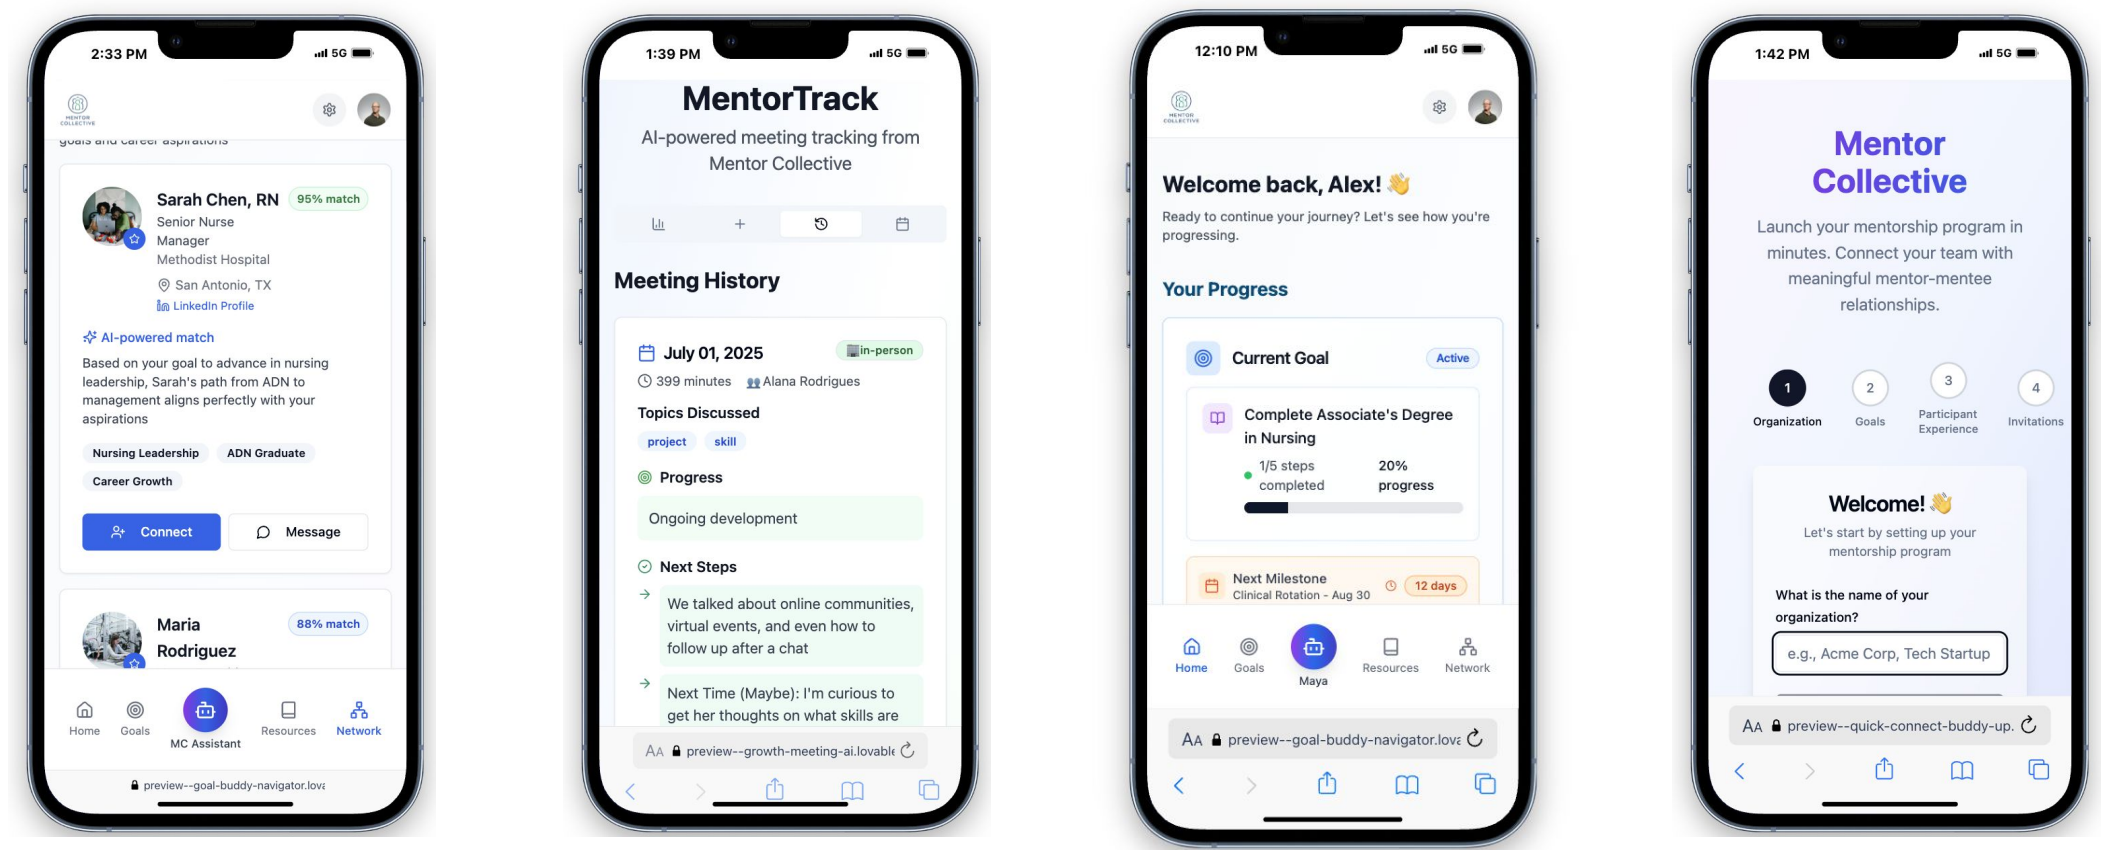 2:33 PM
5G
MENTOR
COLLECTIVE
goals and career aspirations
Sarah Chen, RN
95% match
Senior Nurse
Manager
Methodist Hospital
San Antonio, TX
LinkedIn Profile
AI-powered match
Based on your goal to advance in nursing
leadership, Sarah's path from ADN to
management aligns perfectly with your
aspirations
Nursing Leadership
ADN Graduate
Career Growth
Connect
Message
Maria
Rodriguez
88% match
Home
Goals
MC Assistant
Resources
Network
preview--goal-buddy-navigator.lova
1:39 PM
5G
MentorTrack
AI-powered meeting tracking from
Mentor Collective
Meeting History
July 01, 2025
in-person
399 minutes
Alana Rodrigues
Topics Discussed
project
skill
Progress
Ongoing development
Next Steps
We talked about online communities,
virtual events, and even how to
follow up after a chat
Next Time (Maybe): I'm curious to
get her thoughts on what skills are
AA preview--growth-meeting-ai.lovable
12:10 PM
5G
MENTOR
COLLECTIVE
Welcome back, Alex! 👋
Ready to continue your journey? Let's see how you're
progressing.
Your Progress
Current Goal
Active
Complete Associate's Degree
in Nursing
1/5 steps
completed
20%
progress
Next Milestone
Clinical Rotation - Aug 30
12 days
Home
Goals
Maya
Resources
Network
AA preview--goal-buddy-navigator.lova
1:42 PM
5G
Mentor
Collective
Launch your mentorship program in
minutes. Connect your team with
meaningful mentor-mentee
relationships.
1
2
3
4
Organization
Goals
Participant
Experience
Invitations
Welcome! 👋
Let's start by setting up your
mentorship program
What is the name of your
organization?
e.g., Acme Corp, Tech Startup
AA preview--quick-connect-buddy-up.